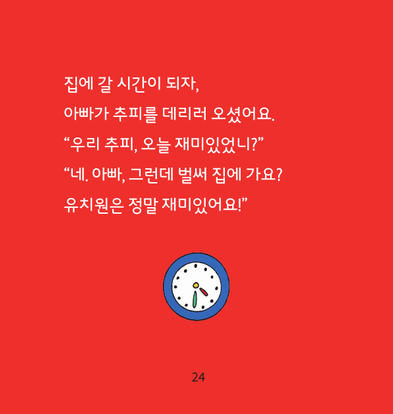 집에 갈 시간이 되자,
아빠가 추피를 데리러 오셨어요.
“우리 추피, 오늘 재미있었니?”
“네. 아빠, 그런데 벌써 집에 가요?
유치원은 정말 재미있어요!”
24